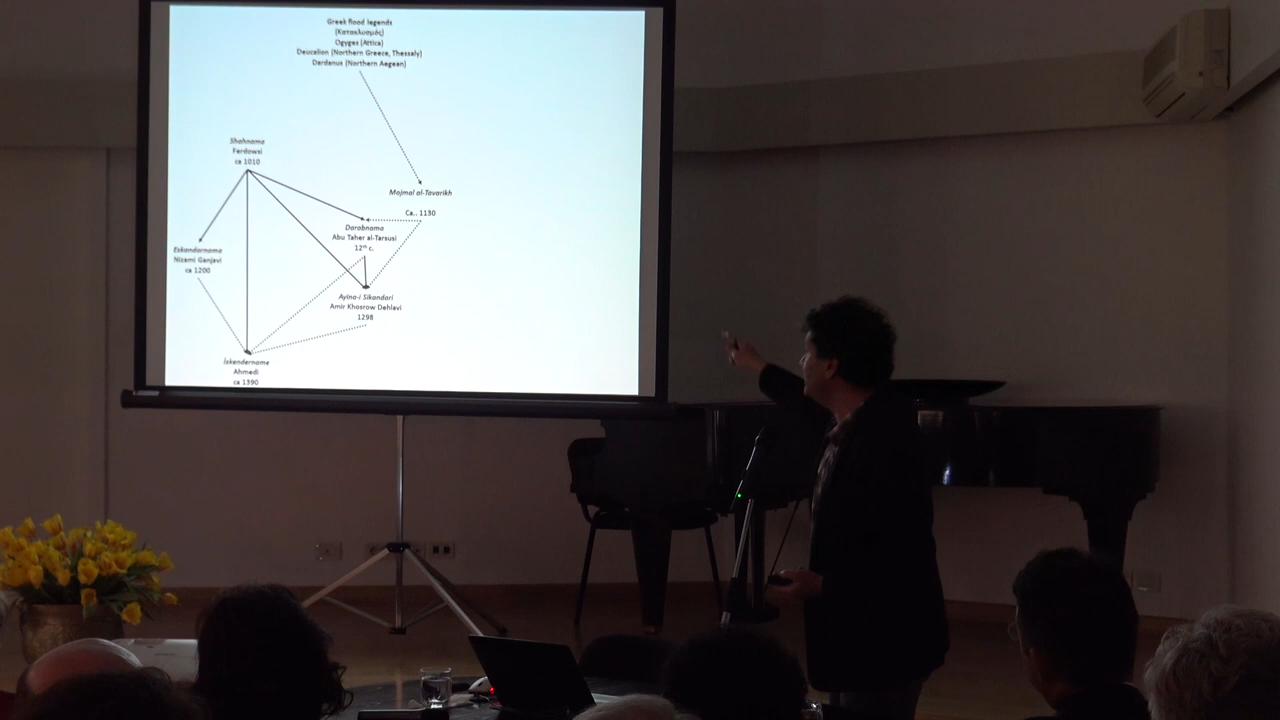 Greek flood legends
(Κατακλυσμός)
Ogyges (Attica)
Deucalion (Northern Greece, Thessaly)
Dardanus (Northern Aegean)
Shahnama
Ferdowsi
ca 1010
Mojmal al-Tavarikh
Ca.. 1130
Darabnama
Abu Taher al-Tarsusi
12th c.
Eskandarnama
Nizami Ganjavi
ca 1200
Ayina-i Sikandari
Amir Khosrow Dehlavi
1298
İskendername
Ahmedi
ca 1390